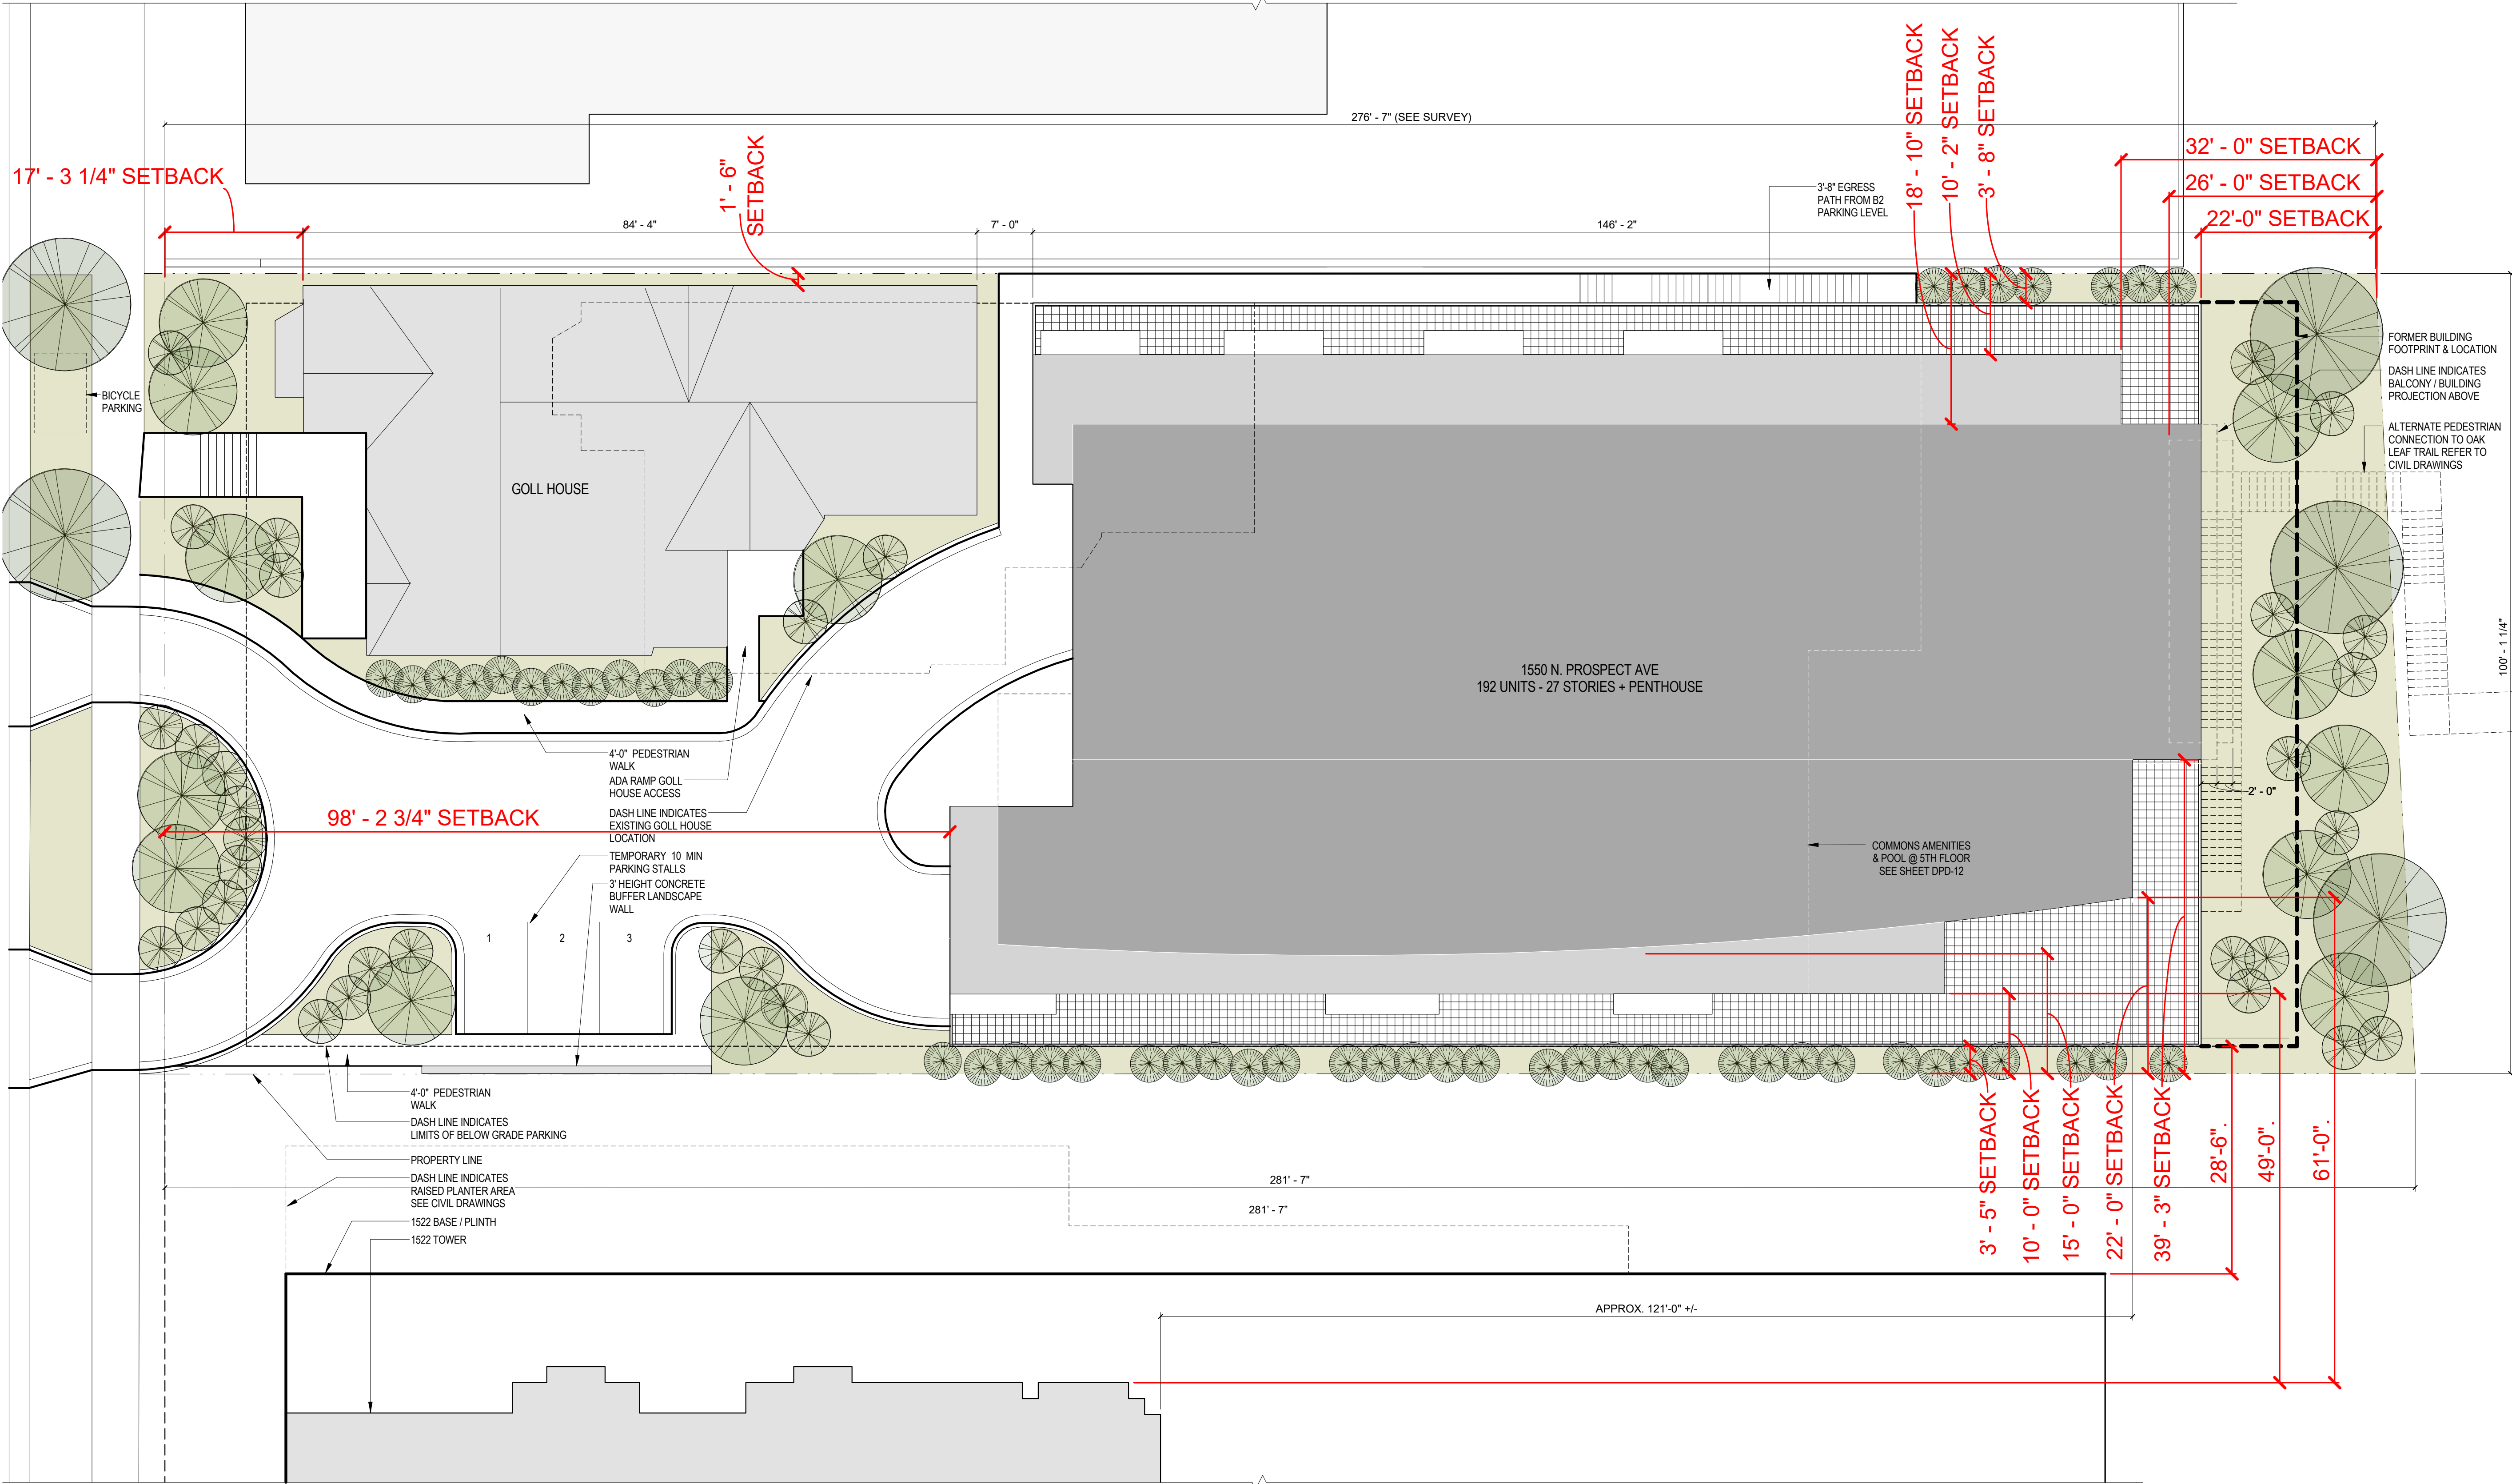 276' - 7" (SEE SURVEY)
17' - 3 1/4" SETBACK
1' - 6"
SETBACK
18' - 10" SETBACK
10' - 2" SETBACK
3' - 8" SETBACK
32' - 0" SETBACK
26' - 0" SETBACK
22'-0" SETBACK
3'-8" EGRESS
PATH FROM B2
PARKING LEVEL
84' - 4"
7' - 0"
146' - 2"
FORMER BUILDING
FOOTPRINT & LOCATION
DASH LINE INDICATES
BALCONY / BUILDING
PROJECTION ABOVE
ALTERNATE PEDESTRIAN
CONNECTION TO OAK
LEAF TRAIL REFER TO
CIVIL DRAWINGS
BICYCLE
PARKING
GOLL HOUSE
100' - 1 1/4"
1550 N. PROSPECT AVE
192 UNITS - 27 STORIES + PENTHOUSE
4'-0" PEDESTRIAN
WALK
ADA RAMP GOLL
HOUSE ACCESS
DASH LINE INDICATES
EXISTING GOLL HOUSE
LOCATION
TEMPORARY 10 MIN
PARKING STALLS
3' HEIGHT CONCRETE
BUFFER LANDSCAPE
WALL
98' - 2 3/4" SETBACK
2' - 0"
COMMONS AMENITIES
& POOL @ 5TH FLOOR
SEE SHEET DPD-12
1
2
3
4'-0" PEDESTRIAN
WALK
DASH LINE INDICATES
LIMITS OF BELOW GRADE PARKING
PROPERTY LINE
DASH LINE INDICATES
RAISED PLANTER AREA
SEE CIVIL DRAWINGS
1522 BASE / PLINTH
1522 TOWER
281' - 7"
281' - 7"
3' - 5" SETBACK
10' - 0" SETBACK
15' - 0" SETBACK
22' - 0" SETBACK
39' - 3" SETBACK
28'-6".
49'-0".
61'-0".
APPROX. 121'-0" +/-